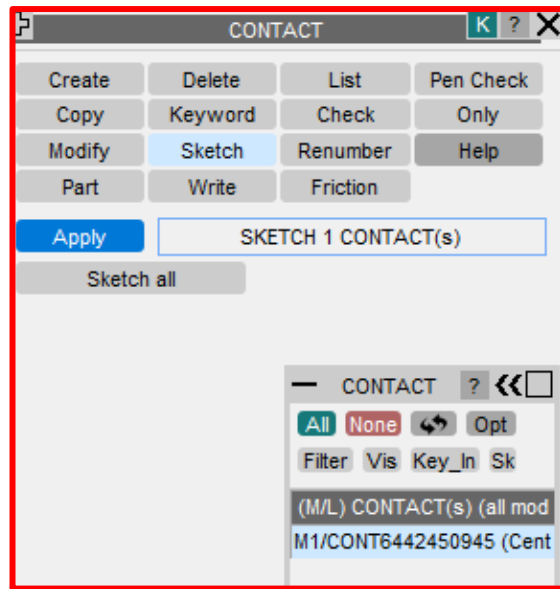 CONTACT K ? X
Create Delete List Pen Check
Copy Keyword Check Only
Modify Sketch Renumber Help
Part Write Friction
Apply SKETCH 1 CONTACT(s)
Sketch all
CONTACT ?
All None Opt
Filter Vis Key_In Sk
(M/L) CONTACT(s) (all mod
M1/CONT6442450945 (Cent